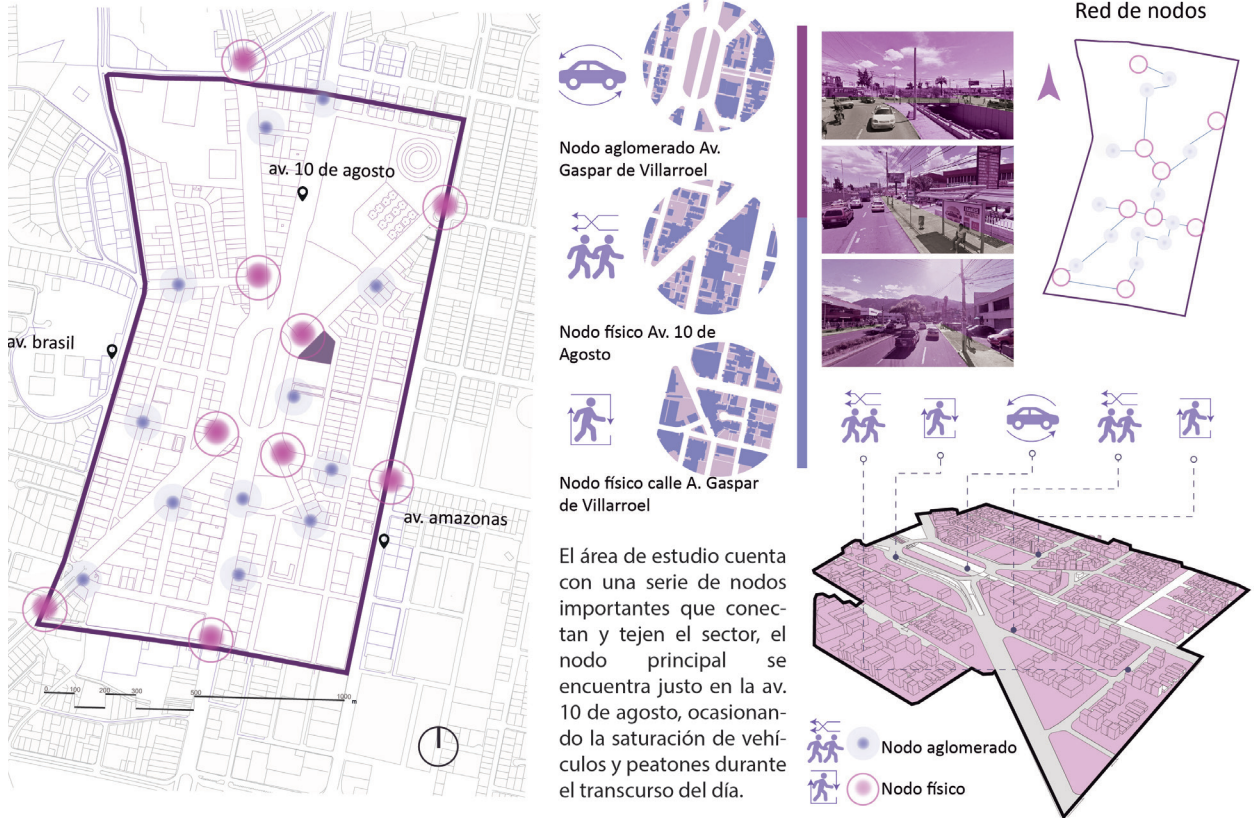 Red de nodos
av. 10 de agosto
av. brasil
av. amazonas
0 100 200 300 500 1000 m
Nodo aglomerado Av.
Gaspar de Villarroel
Nodo físico Av. 10 de
Agosto
Nodo físico calle A. Gaspar
de Villarroel
El área de estudio cuenta
con una serie de nodos
importantes que conec-
tan y tejen el sector, el
nodo principal se
encuentra justo en la av.
10 de agosto, ocasionan-
do la saturación de vehí-
culos y peatones durante
el transcurso del día.
Nodo aglomerado
Nodo físico